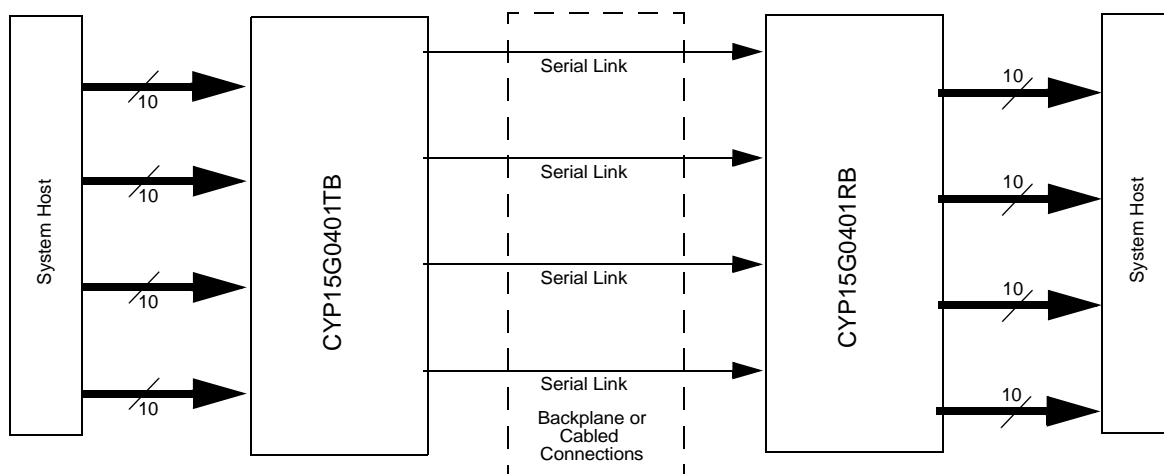 System Host
10
10
10
10
CYP15G0401TB
Serial Link
Serial Link
Serial Link
Serial Link
Backplane or
Cabled
Connections
CYP15G0401RB
10
10
10
10
System Host